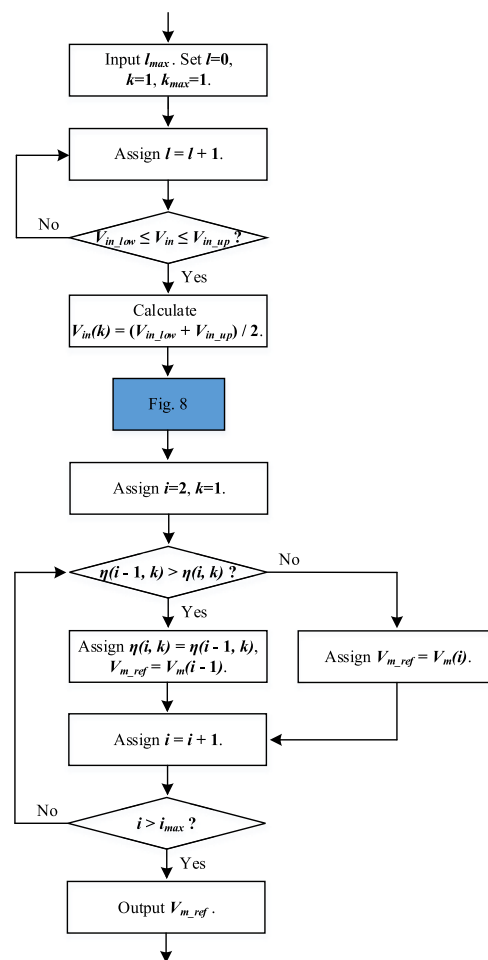 Input l_max . Set l=0,
k=1, k_max=1.
Assign l = l + 1.
No
V_in_low ≤ V_in ≤ V_in_up ?
Yes
Calculate
V_in(k) = (V_in_low + V_in_up) / 2.
Fig. 8
Assign i=2, k=1.
η(i - 1, k) > η(i, k) ?
No
Yes
Assign η(i, k) = η(i - 1, k),
V_m_ref = V_m(i - 1).
Assign V_m_ref = V_m(i).
Assign i = i + 1.
No
i > i_max ?
Yes
Output V_m_ref .